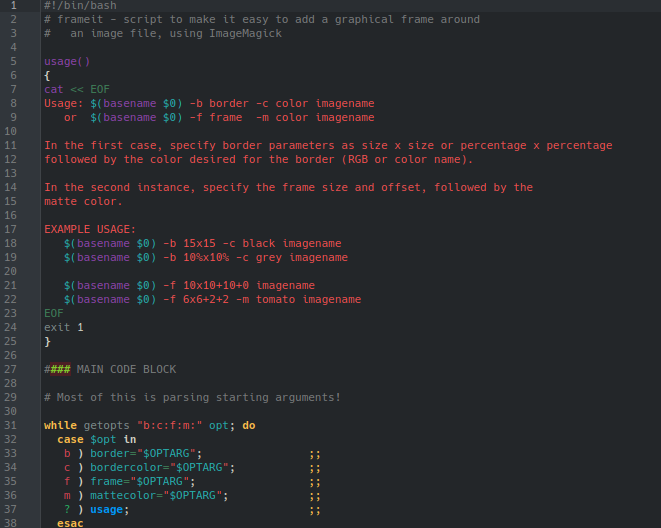 1 #!/bin/bash
2 # frameit – script to make it easy to add a graphical frame around
3 #   an image file, using ImageMagick
4
5 usage()
6 {
7 cat << EOF
8 Usage: $(basename $0) -b border -c color imagename
9    or  $(basename $0) -f frame  -m color imagename
10
11 In the first case, specify border parameters as size x size or percentage x percentage
12 followed by the color desired for the border (RGB or color name).
13
14 In the second instance, specify the frame size and offset, followed by the
15 matte color.
16
17 EXAMPLE USAGE:
18    $(basename $0) -b 15x15 -c black imagename
19    $(basename $0) -b 10%x10% -c grey imagename
20
21    $(basename $0) -f 10x10+10+0 imagename
22    $(basename $0) -f 6x6+2+2 -m tomato imagename
23 EOF
24 exit 1
25 }
26
27 #### MAIN CODE BLOCK
28
29 # Most of this is parsing starting arguments!
30
31 while getopts "b:c:f:m:" opt; do
32   case $opt in
33    b ) border="$OPTARG";                ;;
34    c ) bordercolor="$OPTARG";           ;;
35    f ) frame="$OPTARG";                 ;;
36    m ) mattecolor="$OPTARG";            ;;
37    ? ) usage;                           ;;
38   esac